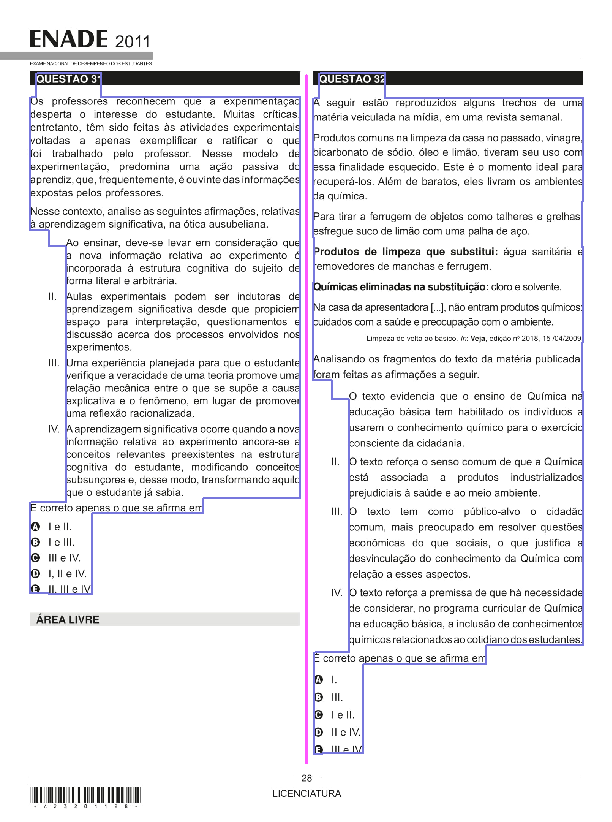 ENADE 2011
EXAME NACIONAL DE DESEMPENHO DOS ESTUDANTES
QUESTÃO 31
Os professores reconhecem que a experimentação
desperta o interesse do estudante. Muitas críticas,
entretanto, têm sido feitas às atividades experimentais
voltadas a apenas exemplificar e ratificar o que
foi trabalhado pelo professor. Nesse modelo de
experimentação, predomina uma ação passiva do
aprendiz, que, frequentemente, é ouvinte das informações
expostas pelos professores.
Nesse contexto, analise as seguintes afirmações, relativas
à aprendizagem significativa, na ótica ausubeliana.
Ao ensinar, deve-se levar em consideração que
a nova informação relativa ao experimento é
incorporada à estrutura cognitiva do sujeito de
forma literal e arbitrária.
II. Aulas experimentais podem ser indutoras de
aprendizagem significativa desde que propiciem
espaço para interpretação, questionamentos e
discussão acerca dos processos envolvidos nos
experimentos.
III. Uma experiência planejada para que o estudante
verifique a veracidade de uma teoria promove uma
relação mecânica entre o que se supõe a causa
explicativa e o fenômeno, em lugar de promover
uma reflexão racionalizada.
IV. A aprendizagem significativa ocorre quando a nova
informação relativa ao experimento ancora-se a
conceitos relevantes preexistentes na estrutura
cognitiva do estudante, modificando conceitos
subsunçores e, desse modo, transformando aquilo
que o estudante já sabia.
É correto apenas o que se afirma em
A I e II.
B I e III.
C III e IV.
D I, II e IV.
E II, III e IV.
ÁREA LIVRE
QUESTÃO 32
A seguir estão reproduzidos alguns trechos de uma
matéria veiculada na mídia, em uma revista semanal.
Produtos comuns na limpeza da casa no passado, vinagre,
bicarbonato de sódio, óleo e limão, tiveram seu uso com
essa finalidade esquecido. Este é o momento ideal para
recuperá-los. Além de baratos, eles livram os ambientes
da química.
Para tirar a ferrugem de objetos como talheres e grelhas,
esfregue suco de limão com uma palha de aço.
Produtos de limpeza que substitui: água sanitária e
removedores de manchas e ferrugem.
Químicas eliminadas na substituição: cloro e solvente.
Na casa da apresentadora [...], não entram produtos químicos:
cuidados com a saúde e preocupação com o ambiente.
Limpeza de volta ao básico. In: Veja, edição nº 2018, 15/04/2009.
Analisando os fragmentos do texto da matéria publicada,
foram feitas as afirmações a seguir.
O texto evidencia que o ensino de Química na
educação básica tem habilitado os indivíduos a
usarem o conhecimento químico para o exercício
consciente da cidadania.
II. O texto reforça o senso comum de que a Química
está associada a produtos industrializados
prejudiciais à saúde e ao meio ambiente.
III. O texto tem como público-alvo o cidadão
comum, mais preocupado em resolver questões
econômicas do que sociais, o que justifica a
desvinculação do conhecimento da Química com
relação a esses aspectos.
IV. O texto reforça a premissa de que há necessidade
de considerar, no programa curricular de Química
na educação básica, a inclusão de conhecimentos
químicos relacionados ao cotidiano dos estudantes.
É correto apenas o que se afirma em
A I.
B III.
C I e II.
D II e IV.
E III e IV.
28
LICENCIATURA